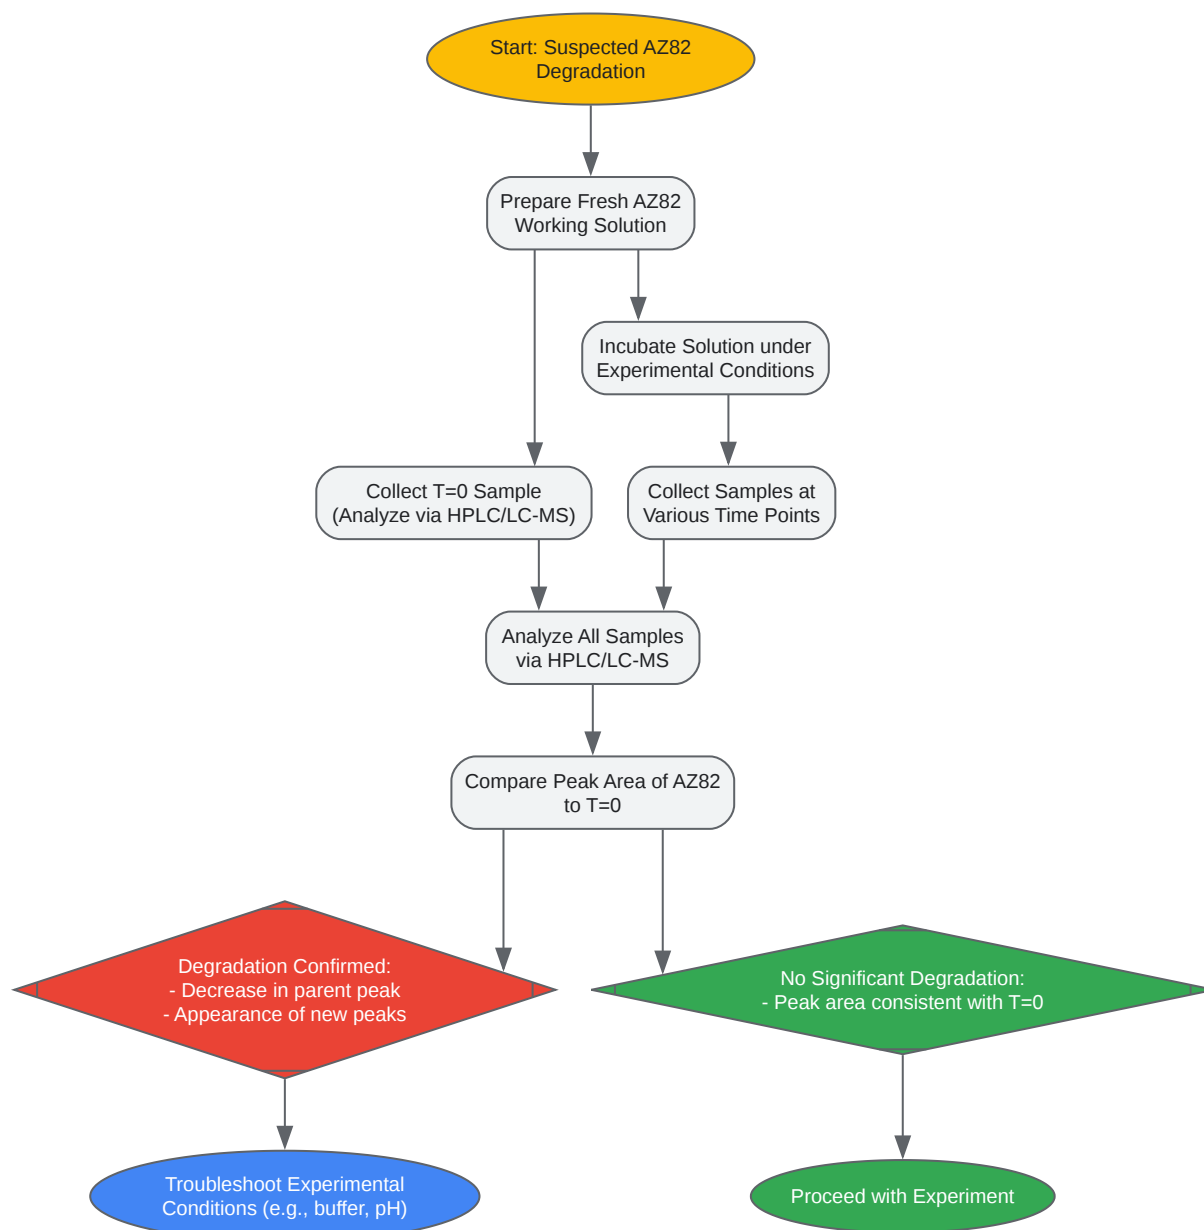 Start: Suspected AZ82
Degradation
Prepare Fresh AZ82
Working Solution
Incubate Solution under
Experimental Conditions
Collect T=0 Sample
(Analyze via HPLC/LC-MS)
Collect Samples at
Various Time Points
Analyze All Samples
via HPLC/LC-MS
Compare Peak Area of AZ82
to T=0
Degradation Confirmed:
- Decrease in parent peak
- Appearance of new peaks
No Significant Degradation:
- Peak area consistent with T=0
Troubleshoot Experimental
Conditions (e.g., buffer, pH)
Proceed with Experiment